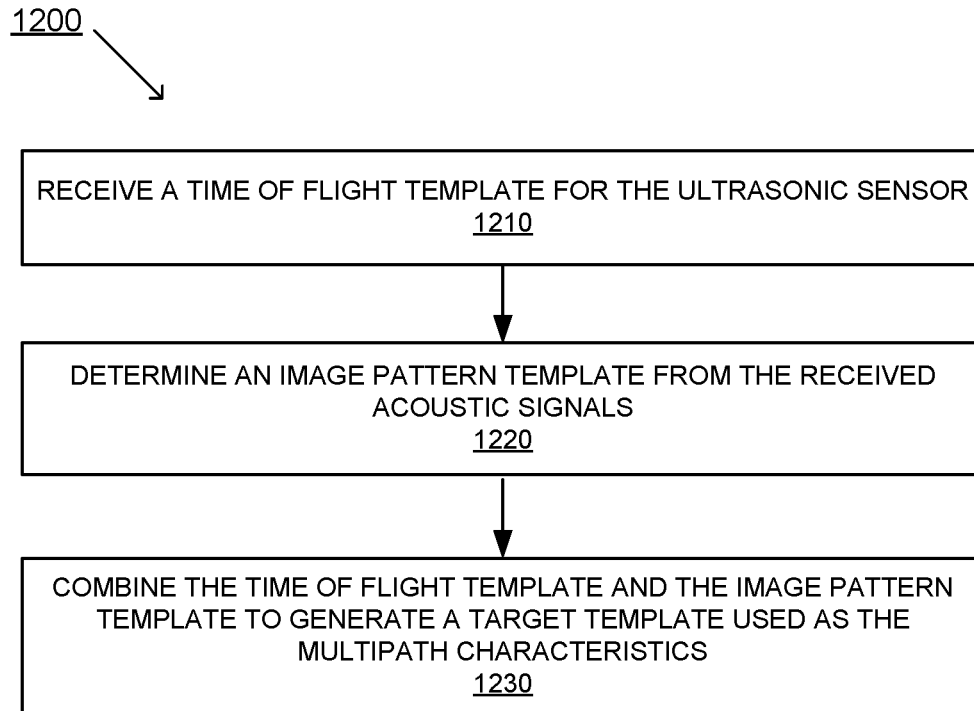 1200
RECEIVE A TIME OF FLIGHT TEMPLATE FOR THE ULTRASONIC SENSOR
1210
DETERMINE AN IMAGE PATTERN TEMPLATE FROM THE RECEIVED
ACOUSTIC SIGNALS
1220
COMBINE THE TIME OF FLIGHT TEMPLATE AND THE IMAGE PATTERN
TEMPLATE TO GENERATE A TARGET TEMPLATE USED AS THE
MULTIPATH CHARACTERISTICS
1230